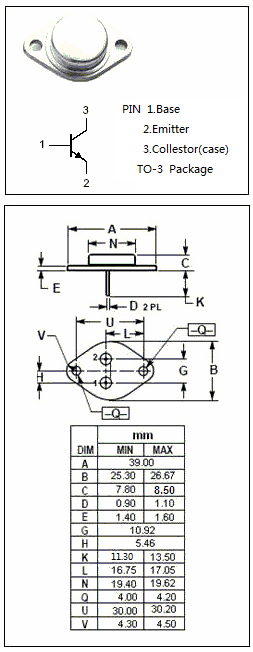 3
PIN 1.Base
1
2.Emitter
3.Collestor(case)
2
TO-3 Package
A
N
C
E
K
D 2 PL
U
V
L
-Q-
2
H
1
G
B
-Q-
mm
DIM MIN MAX
A 39.00
B 25.30 26.67
C 7.80 8.50
D 0.90 1.10
E 1.40 1.60
G 10.92
H 5.46
K 11.30 13.50
L 16.75 17.05
N 19.40 19.62
Q 4.00 4.20
U 30.00 30.20
V 4.30 4.50